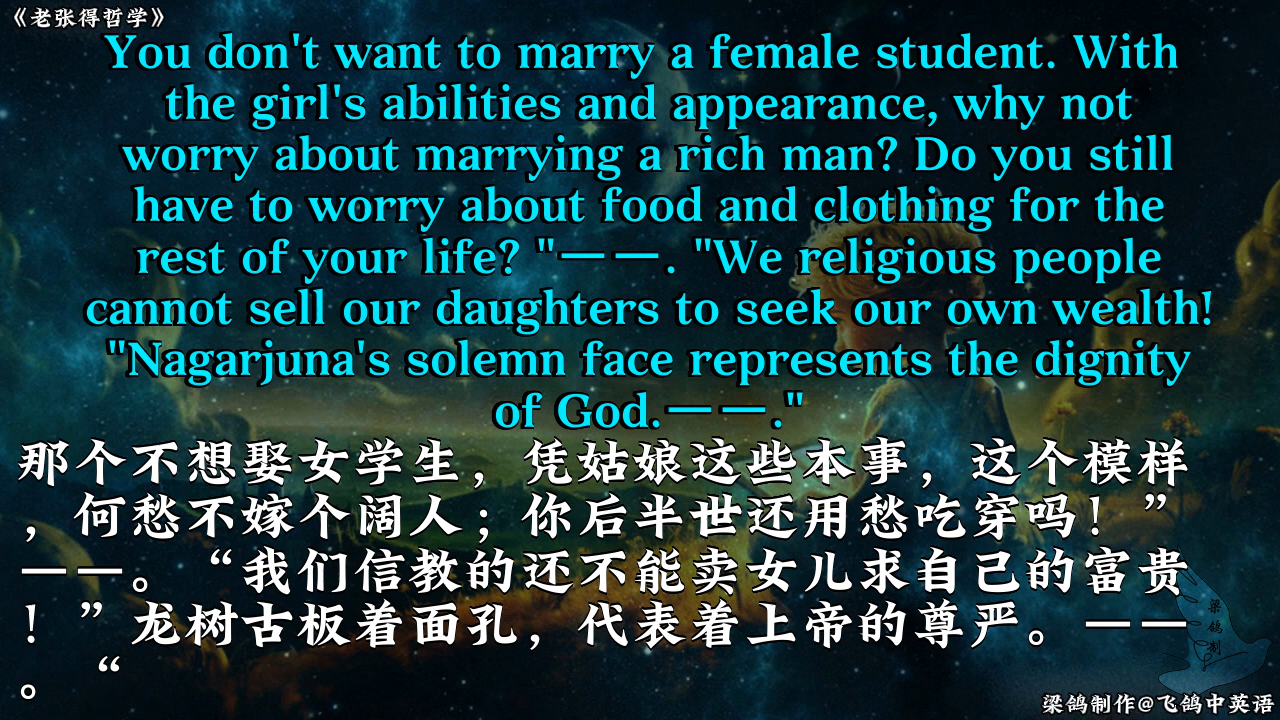 《老张得哲学》
You don't want to marry a female student. With
the girl's abilities and appearance, why not
worry about marrying a rich man? Do you still
have to worry about food and clothing for the
rest of your life? "——. "We religious people
cannot sell our daughters to seek our own wealth!
"Nagarjuna's solemn face represents the dignity
of God.——."
那个不想娶女学生，凭姑娘这些本事，这个模样
，何愁不嫁个阔人；你后半世还用愁吃穿吗！”
——。“我们信教的还不能卖女儿求自己的富贵
！”龙树古板着面孔，代表着上帝的尊严。——
。“
梁鸽制
梁鸽制作@飞鸽中英语